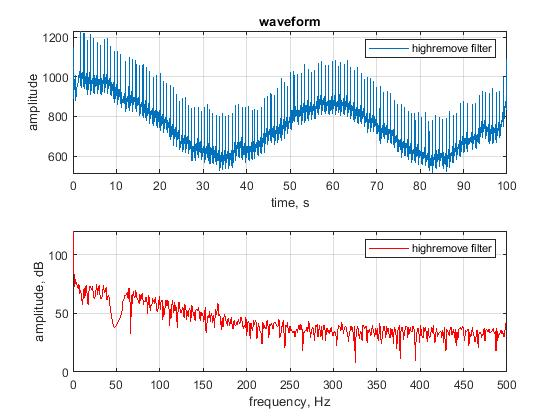 waveform
highremove filter
1200
1000
800
600
amplitude
0 10 20 30 40 50 60 70 80 90 100
time, s
highremove filter
100
50
0
amplitude, dB
0 50 100 150 200 250 300 350 400 450 500
frequency, Hz